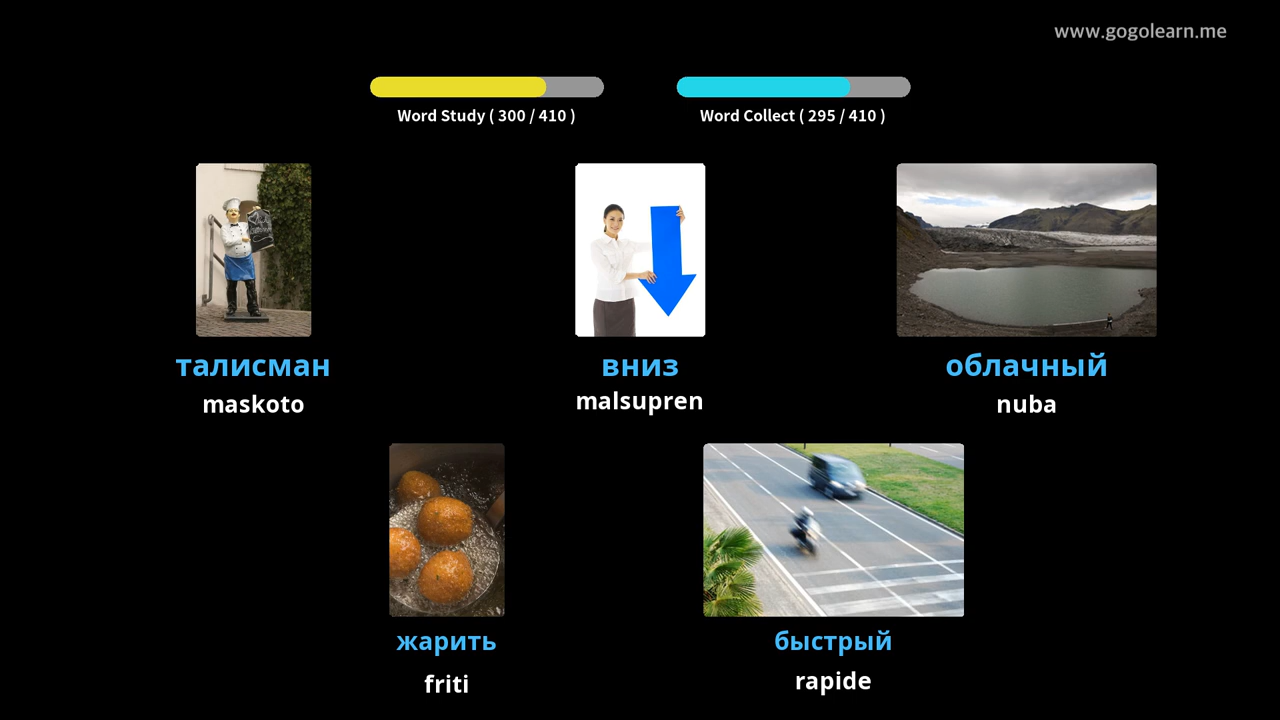 www.gogolearn.me
Word Study ( 300 / 410 )
Word Collect ( 295 / 410 )
талисман
вниз
облачный
maskoto
malsupren
nuba
жарить
быстрый
friti
rapide